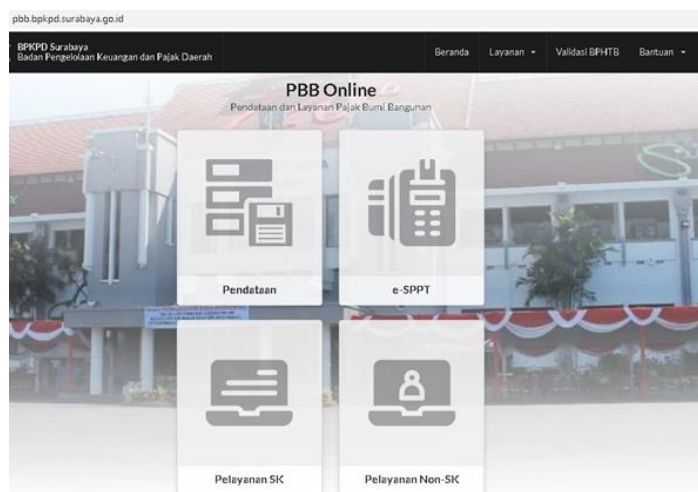 pbb.bpkpd.surabaya.go.id
BPKPD Surabaya
Badan Pengelolaan Keuangan dan Pajak Daerah
Beranda Layanan Validasi BPHTB Bantuan
PBB Online
Pendataan dan Layanan Pajak Bumi Bangunan
Pendataan
e-SPPT
Pelayanan SK
Pelayanan Non-SK